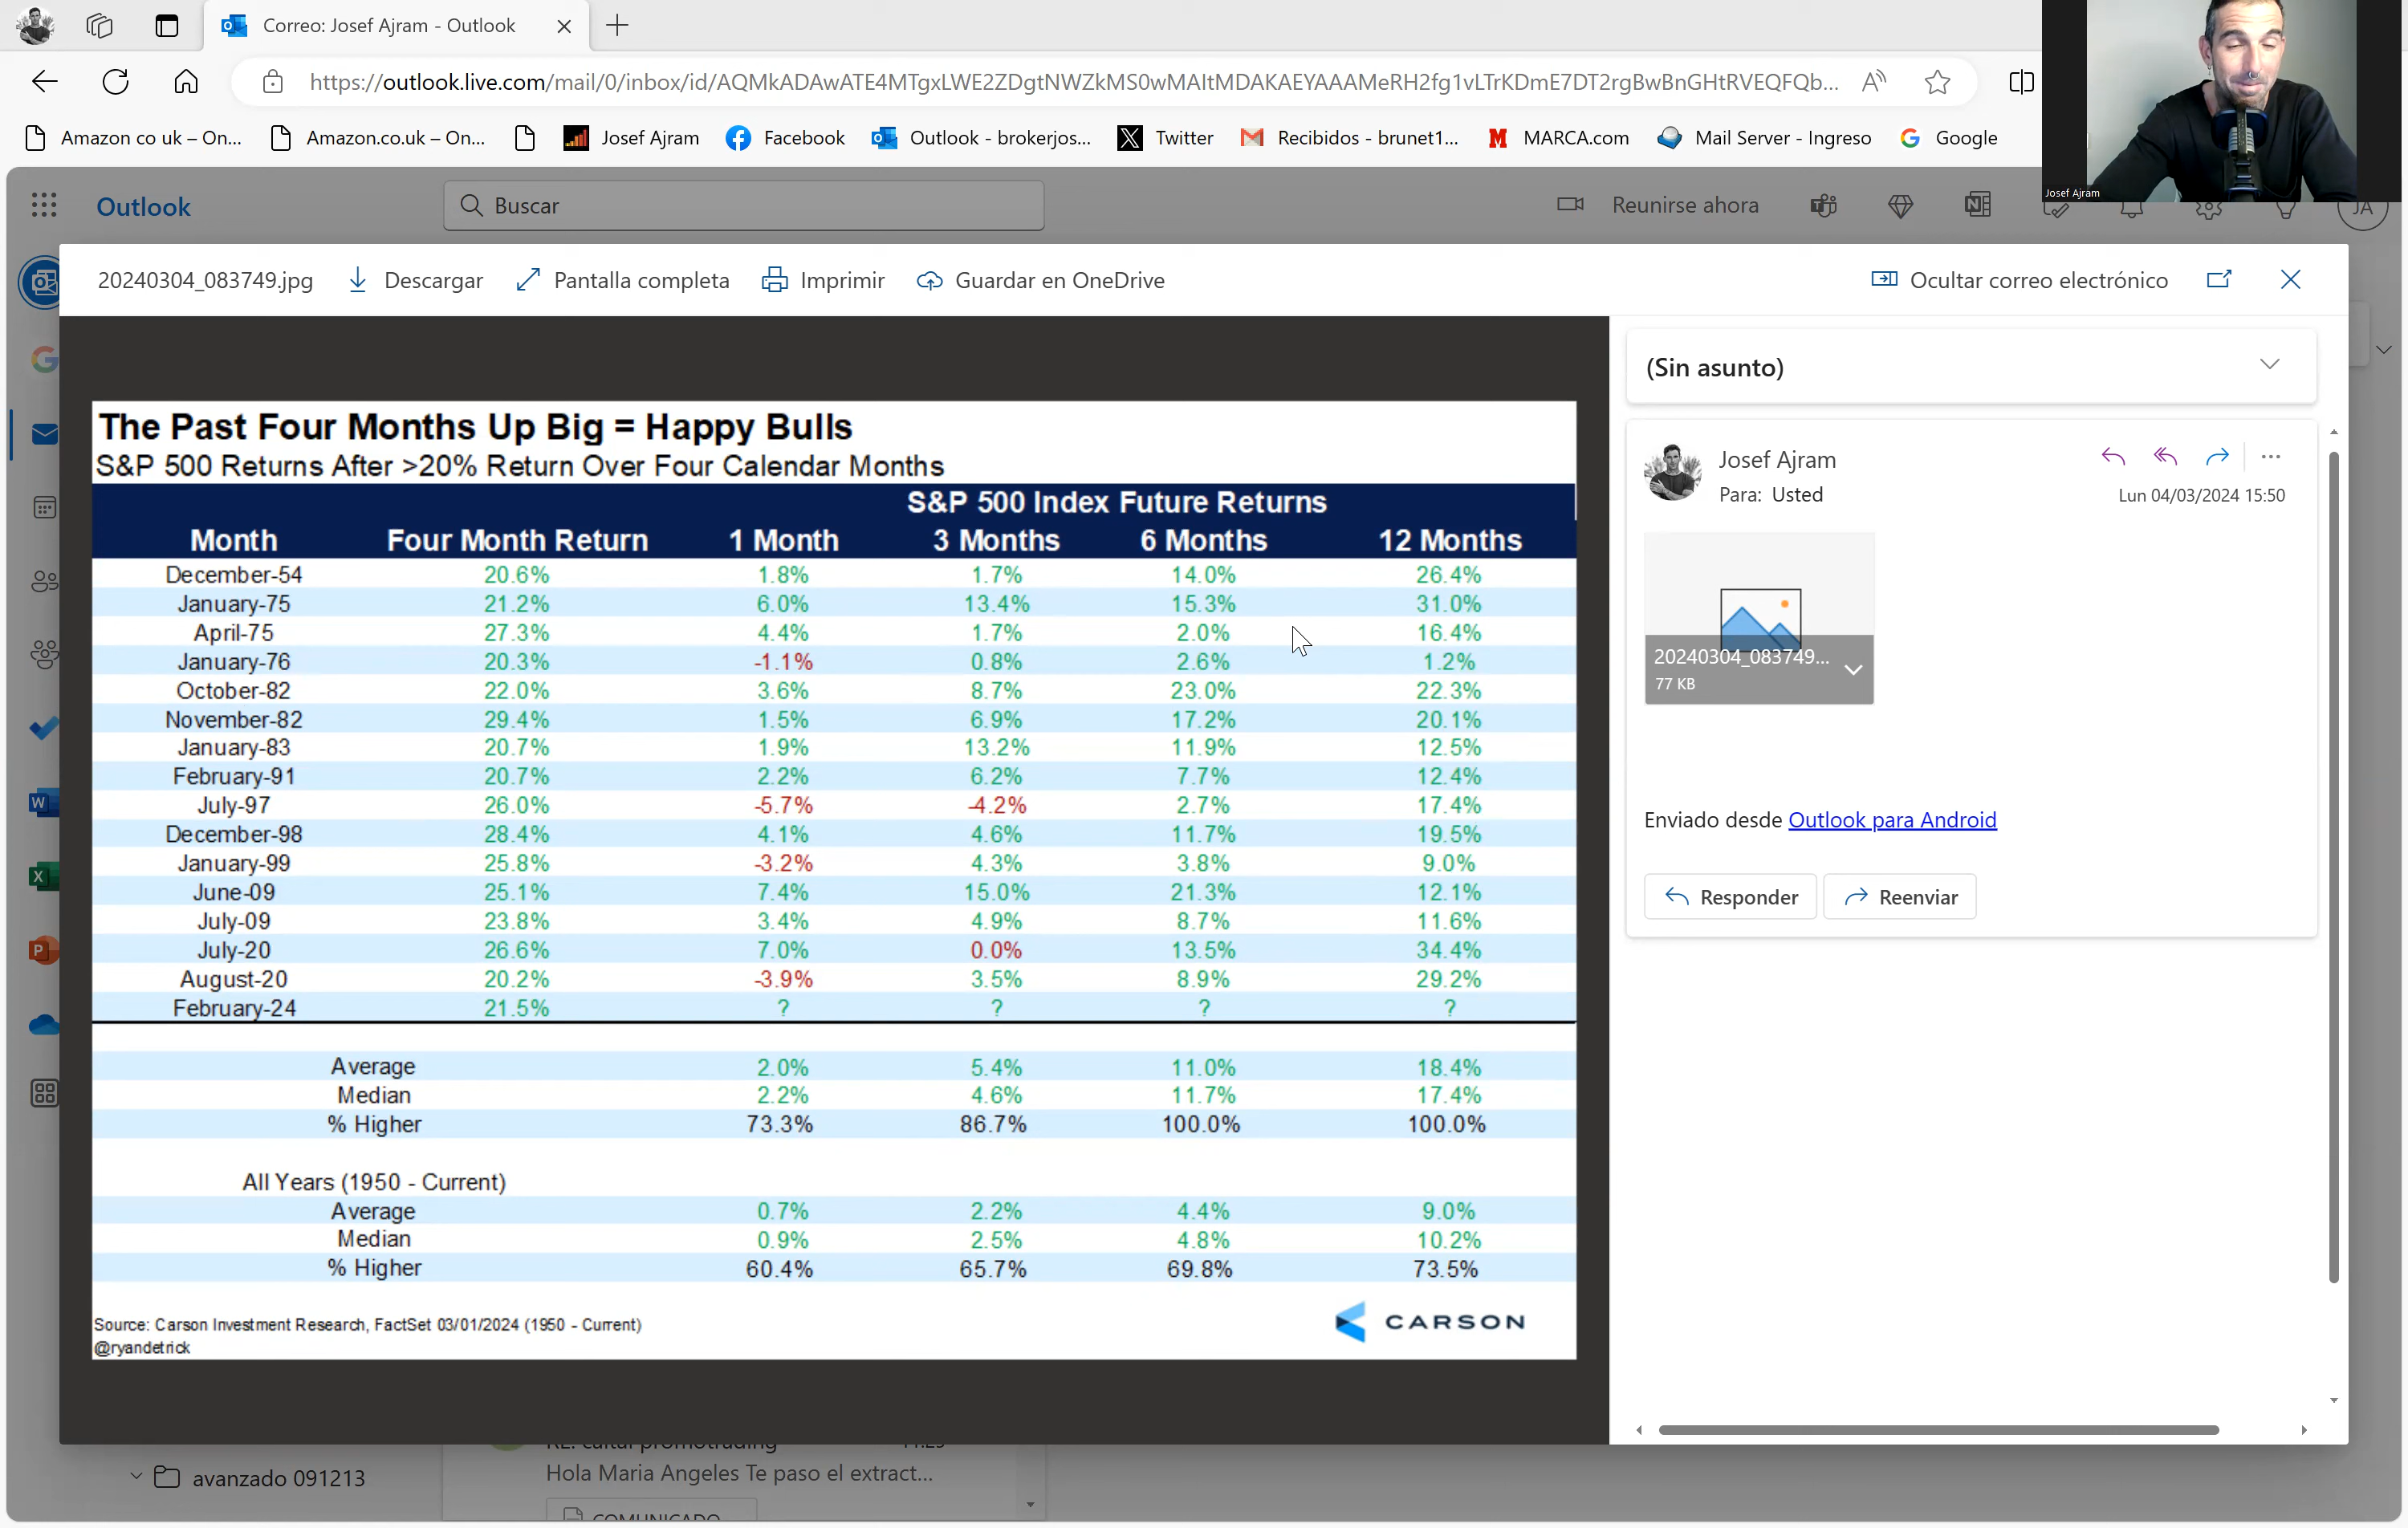 Correo: Josef Ajram - Outlook
https://outlook.live.com/mail/0/inbox/id/AQMkADAwATE4MTgxLWE2ZDgtNWZkMS0wMAItMDAKAEYAAAMeRH2fg1vLTrKDmE7DT2rgBwBnGHtRVEQFQb...
Amazon co uk – On... Amazon.co.uk – On... Josef Ajram Facebook Outlook - brokerjos... Twitter Recibidos - brunet1... MARCA.com Mail Server - Ingreso Google
Josef Ajram
Outlook Buscar Reunirse ahora JA
20240304_083749.jpg Descargar Pantalla completa Imprimir Guardar en OneDrive Ocultar correo electrónico
The Past Four Months Up Big = Happy Bulls
S&P 500 Returns After >20% Return Over Four Calendar Months
S&P 500 Index Future Returns
Month Four Month Return 1 Month 3 Months 6 Months 12 Months
December-54 20.6% 1.8% 1.7% 14.0% 26.4%
January-75 21.2% 6.0% 13.4% 15.3% 31.0%
April-75 27.3% 4.4% 1.7% 2.0% 16.4%
January-76 20.3% -1.1% 0.8% 2.6% 1.2%
October-82 22.0% 3.6% 8.7% 23.0% 22.3%
November-82 29.4% 1.5% 6.9% 17.2% 20.1%
January-83 20.7% 1.9% 13.2% 11.9% 12.5%
February-91 20.7% 2.2% 6.2% 7.7% 12.4%
July-97 26.0% -5.7% -4.2% 2.7% 17.4%
December-98 28.4% 4.1% 4.6% 11.7% 19.5%
January-99 25.8% -3.2% 4.3% 3.8% 9.0%
June-09 25.1% 7.4% 15.0% 21.3% 12.1%
July-09 23.8% 3.4% 4.9% 8.7% 11.6%
July-20 26.6% 7.0% 0.0% 13.5% 34.4%
August-20 20.2% -3.9% 3.5% 8.9% 29.2%
February-24 21.5% ? ? ? ?
Average 2.0% 5.4% 11.0% 18.4%
Median 2.2% 4.6% 11.7% 17.4%
% Higher 73.3% 86.7% 100.0% 100.0%
All Years (1950 - Current)
Average 0.7% 2.2% 4.4% 9.0%
Median 0.9% 2.5% 4.8% 10.2%
% Higher 60.4% 65.7% 69.8% 73.5%
Source: Carson Investment Research, FactSet 03/01/2024 (1950 - Current)
@ryandetrick
CARSON
(Sin asunto)
Josef Ajram
Para: Usted
Lun 04/03/2024 15:50
20240304_083749...
77 KB
Enviado desde Outlook para Android
Responder Reenviar
avanzado 091213
Hola Maria Angeles Te paso el extract...